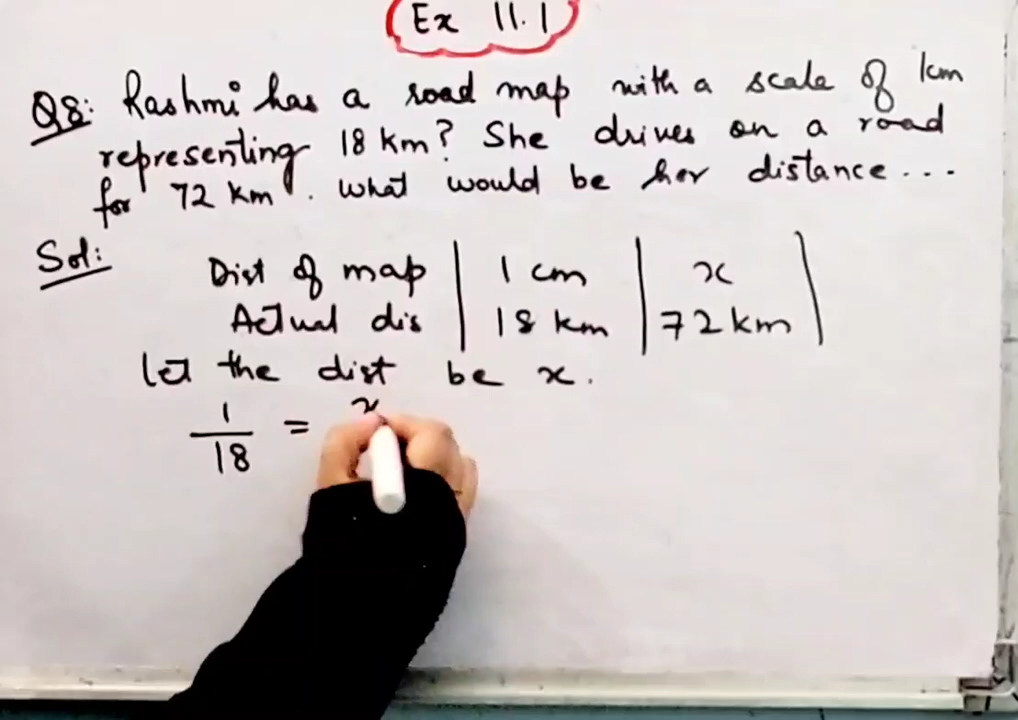 Ex 11.1
Q8: Rashmi has a road map with a scale of 1cm
representing 18 km? She drives on a road
for 72 km. What would be her distance...
Sol:
Dist of map | 1 cm | x |
Actual dis | 18 km | 72 km |
let the dist be x.
1/18 = x